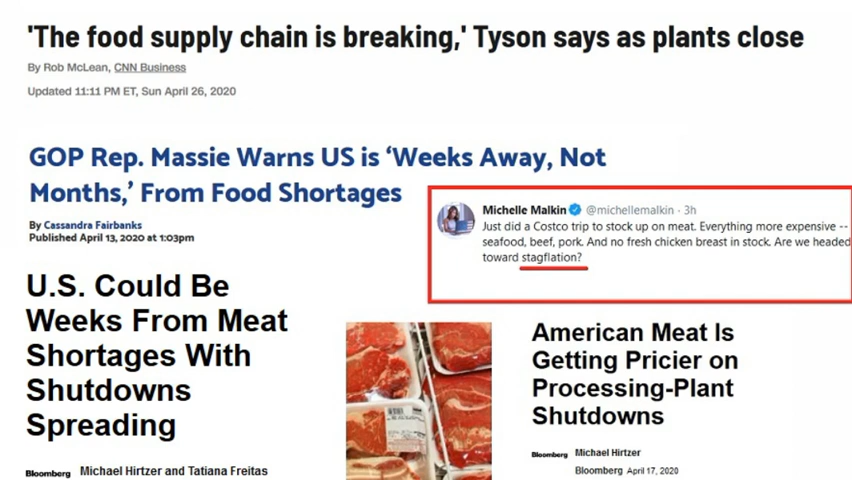 'The food supply chain is breaking,' Tyson says as plants close
By Rob McLean, CNN Business
Updated 11:11 PM ET, Sun April 26, 2020
GOP Rep. Massie Warns US is ‘Weeks Away, Not
Months,’ From Food Shortages
By Cassandra Fairbanks
Published April 13, 2020 at 1:03pm
Michelle Malkin @michellemalkin · 3h
Just did a Costco trip to stock up on meat. Everything more expensive --
seafood, beef, pork. And no fresh chicken breast in stock. Are we headed
toward stagflation?
U.S. Could Be
Weeks From Meat
Shortages With
Shutdowns
Spreading
Bloomberg Michael Hirtzer and Tatiana Freitas
American Meat Is
Getting Pricier on
Processing-Plant
Shutdowns
Bloomberg Michael Hirtzer
Bloomberg April 17, 2020